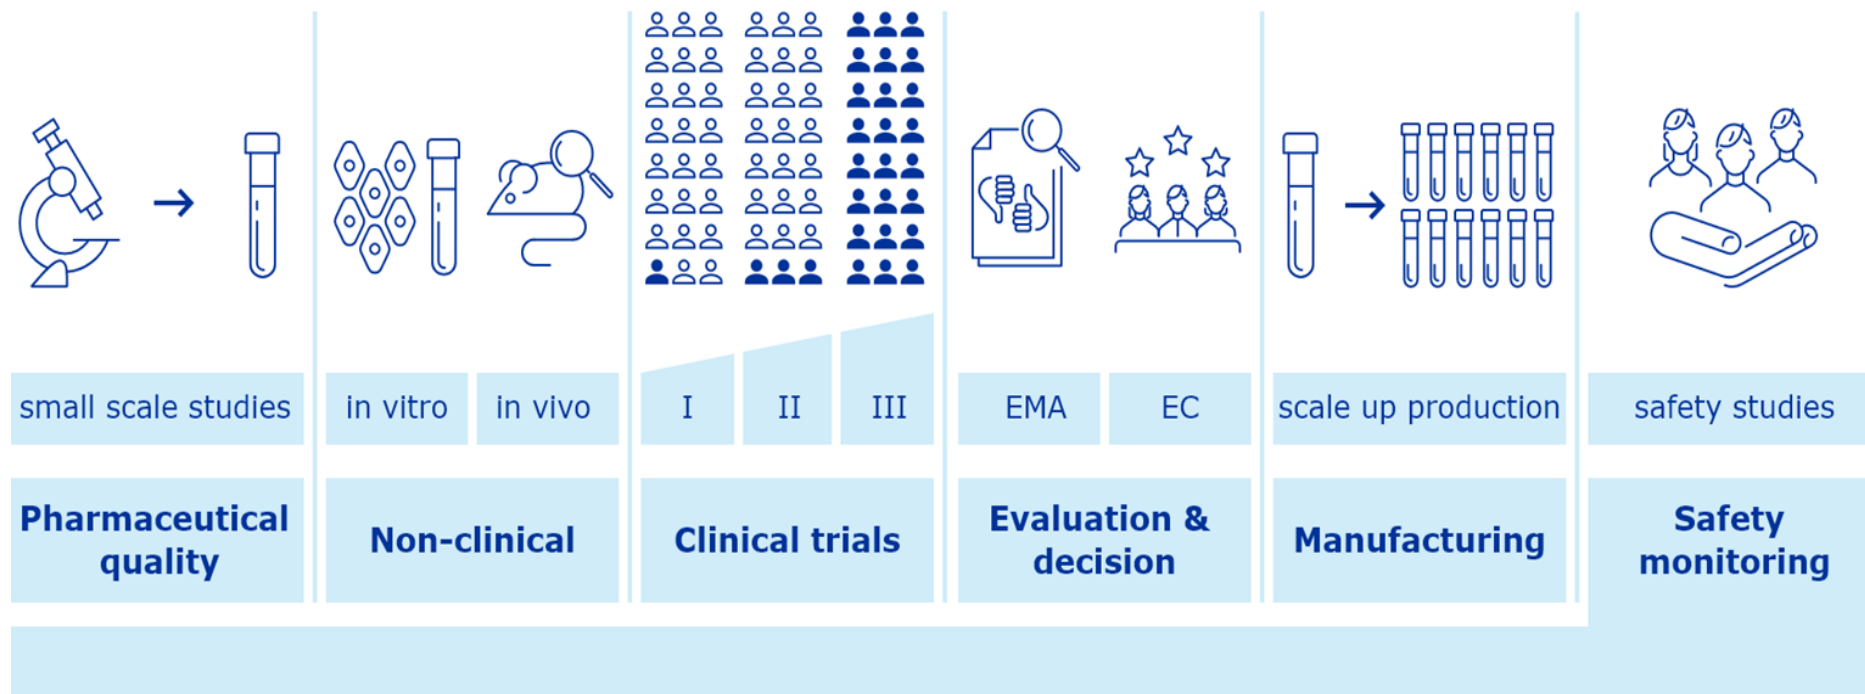 small scale studies
in vitro
in vivo
I
II
III
EMA
EC
scale up production
safety studies
Pharmaceutical
quality
Non-clinical
Clinical trials
Evaluation &
decision
Manufacturing
Safety
monitoring